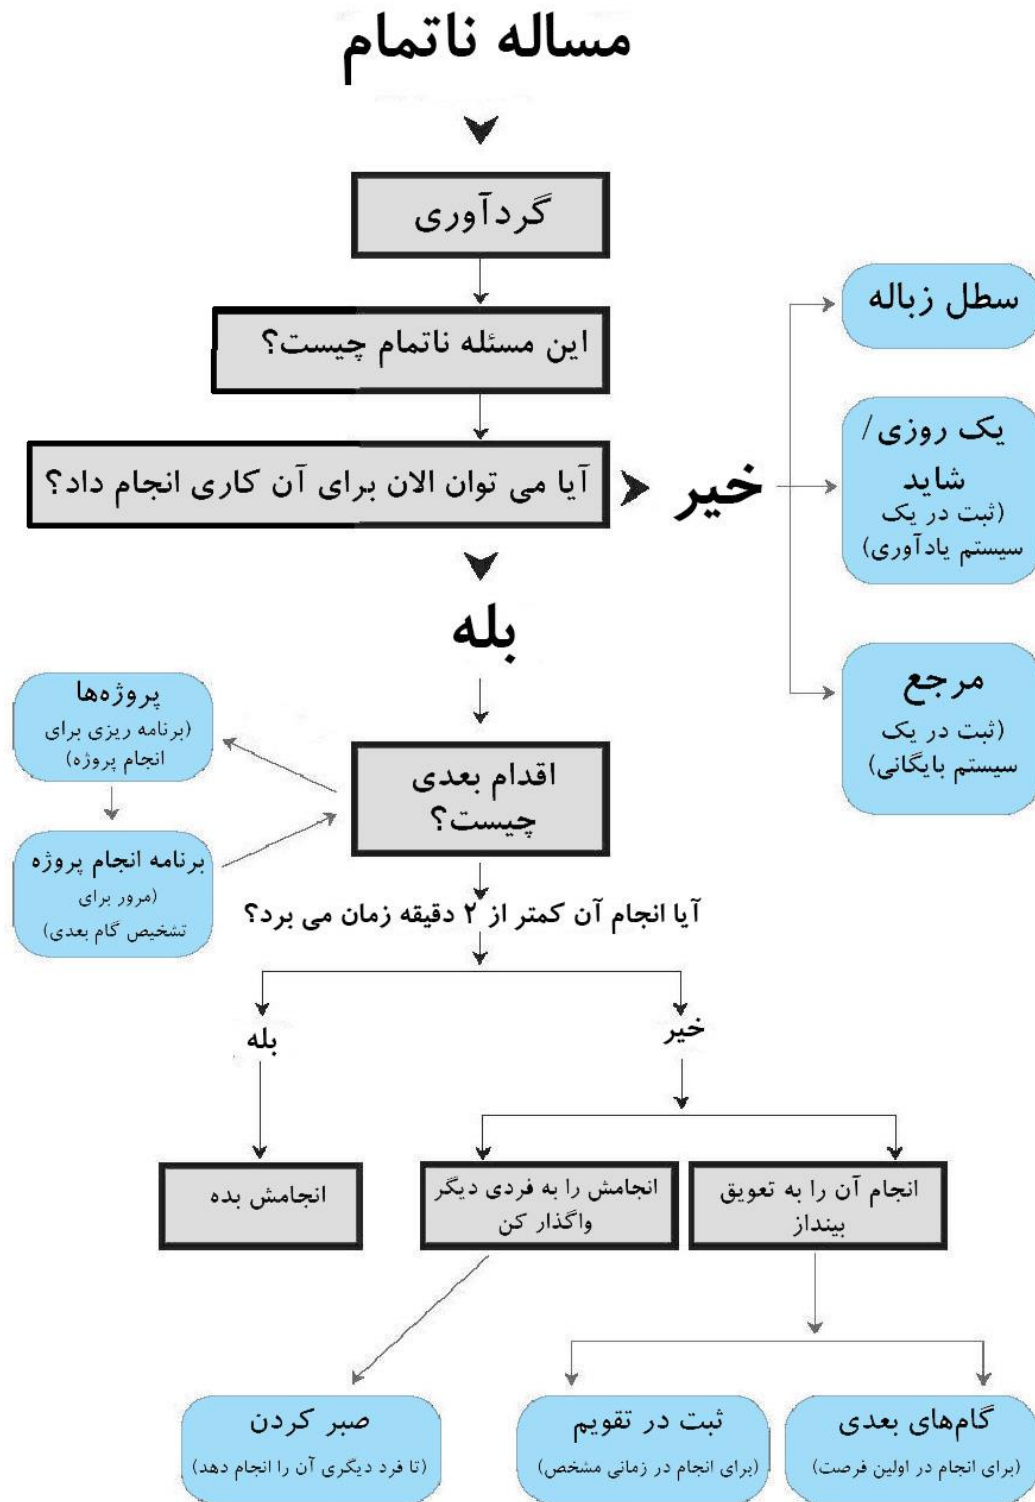 مساله ناتمام
گردآوری
این مسئله ناتمام چیست؟
آیا می توان الان برای آن کاری انجام داد؟
خیر
سطل زباله
یک روزی/
شاید
(ثبت در یک
سیستم یادآوری)
مرجع
(ثبت در یک
سیستم بایگانی)
بله
پروژه‌ها
(برنامه ریزی برای
انجام پروژه)
برنامه انجام پروژه
(مرور برای
تشخیص گام بعدی)
اقدام بعدی
چیست؟
آیا انجام آن کمتر از ۲ دقیقه زمان می برد؟
خیر
بله
انجام آن را به تعویق
بینداز
انجامش را به فردی دیگر
واگذار کن
انجامش بده
گام‌های بعدی
(برای انجام در اولین فرصت)
ثبت در تقویم
(برای انجام در زمانی مشخص)
صبر کردن
(تا فرد دیگری آن را انجام دهد)